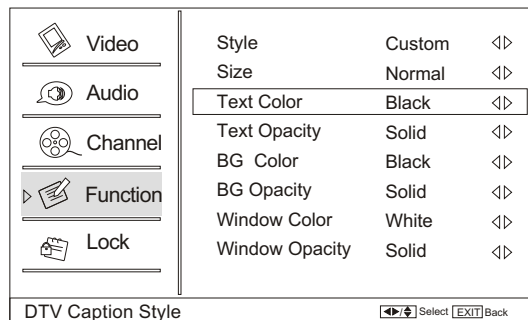 Video
Audio
Channel
Function
Lock
Style Custom
Size Normal
Text Color Black
Text Opacity Solid
BG Color Black
BG Opacity Solid
Window Color White
Window Opacity Solid
DTV Caption Style
Select EXIT Back